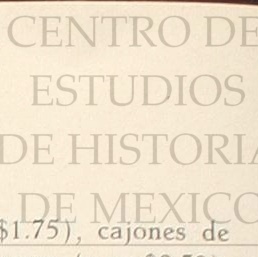 CENTRO DE
ESTUDIOS
DE HISTORIA
DE MEXICO
$1.75), cajones de